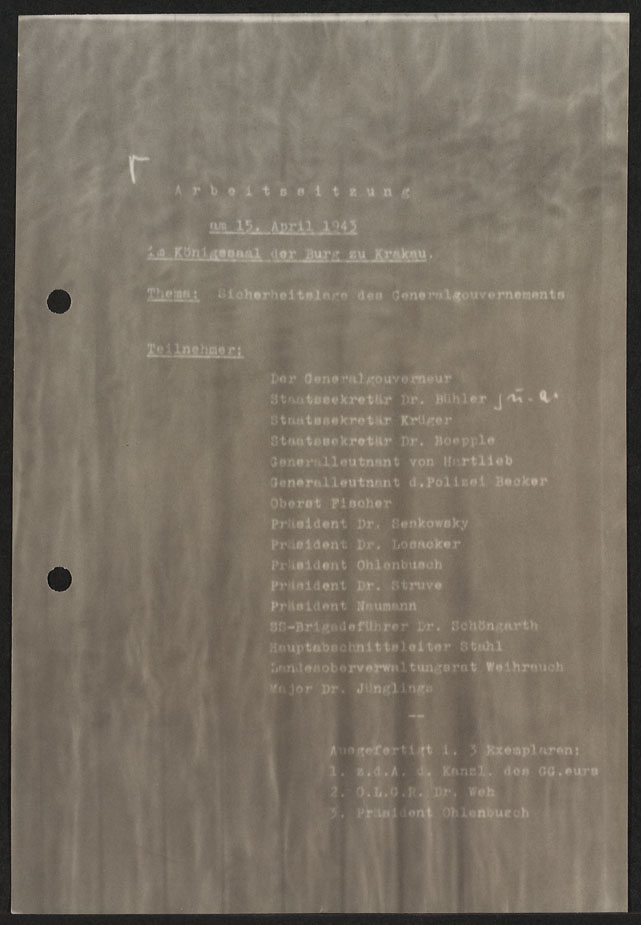 A r b e i t s s i t z u n g
am 15. April 1943
im Königssaal der Burg zu Krakau.
Thema: Sicherheitslage des Generalgouvernements
Teilnehmer:
Der Generalgouverneur
Staatssekretär Dr. Bühler
Staatssekretär Krüger
Staatssekretär Dr. Boepple
Generalleutnant von Hartlieb
Generalleutnant d.Polizei Becker
Oberst Fischer
Präsident Dr. Senkowsky
Präsident Dr. Losacker
Präsident Ohlenbusch
Präsident Dr. Struve
Präsident Naumann
SS-Brigadeführer Dr. Schöngarth
Hauptabschnittsleiter Stahl
Landesoberverwaltungsrat Weihrauch
Major Dr. Jünglings
--
Ausgefertigt i. 3 Exemplaren:
1. z.d.A. d. Kanzl. des GG.eurs
2. O.L.G.R. Dr. Weh
3. Präsident Ohlenbusch